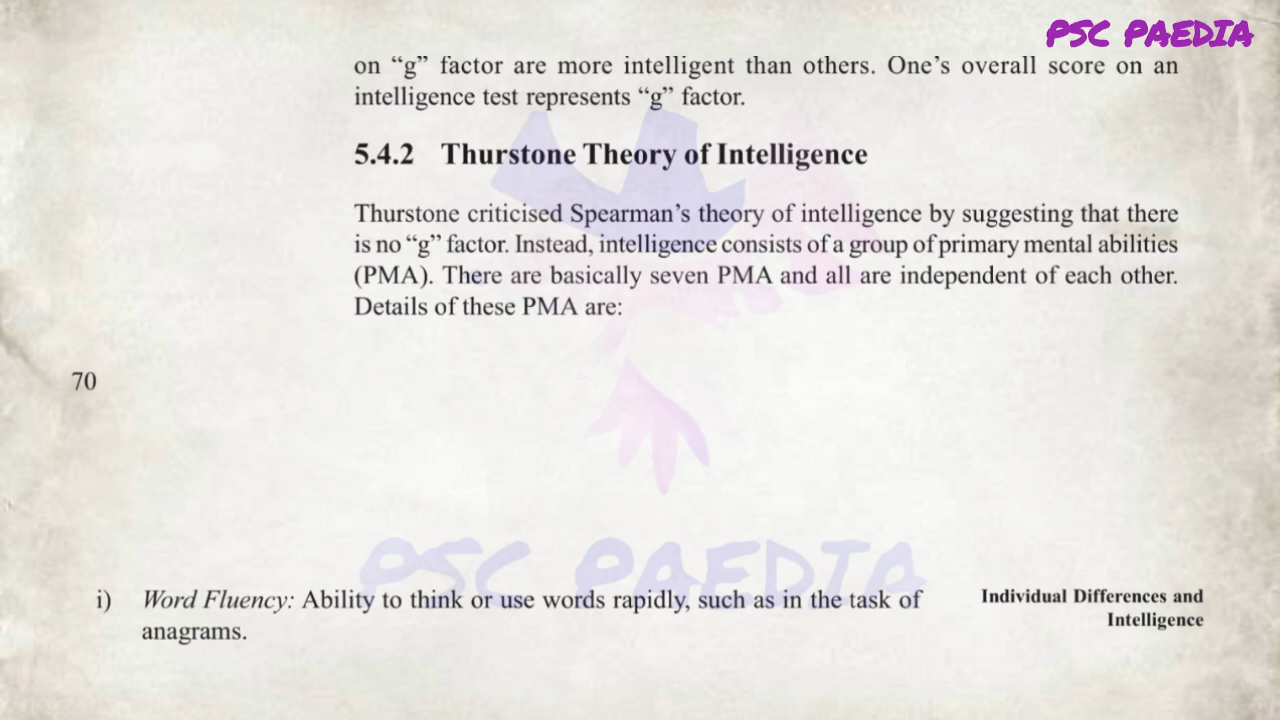 PSC PAEDIA
on “g” factor are more intelligent than others. One’s overall score on an
intelligence test represents “g” factor.
5.4.2 Thurstone Theory of Intelligence
Thurstone criticised Spearman’s theory of intelligence by suggesting that there
is no “g” factor. Instead, intelligence consists of a group of primary mental abilities
(PMA). There are basically seven PMA and all are independent of each other.
Details of these PMA are:
70
PSC PAEDIA
i) Word Fluency: Ability to think or use words rapidly, such as in the task of
anagrams.
Individual Differences and
Intelligence